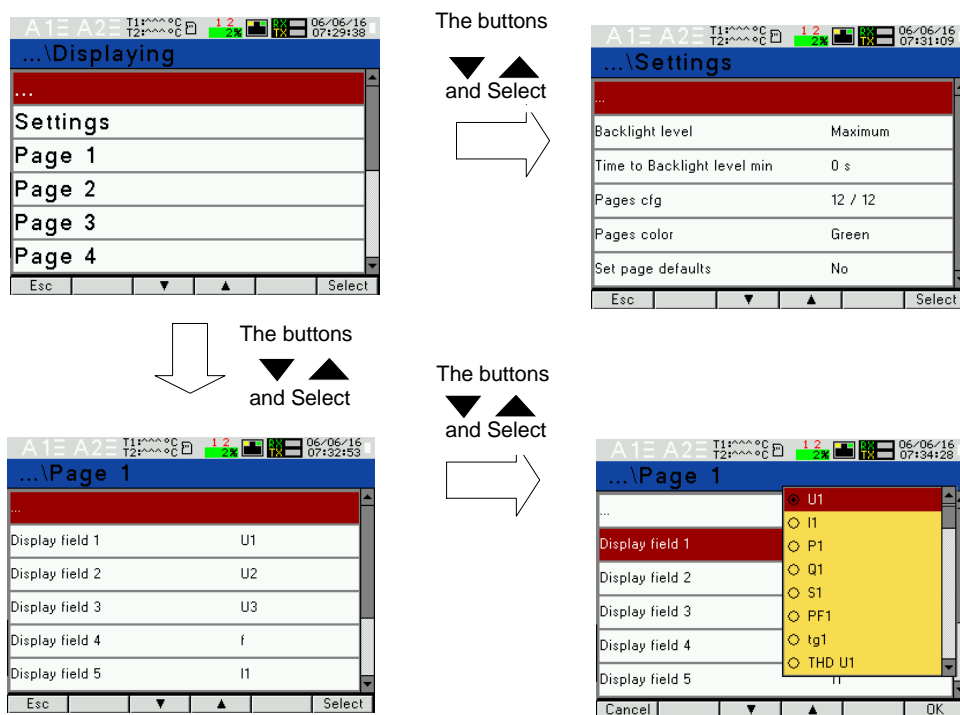 A1 A2 T1:^^^°C 1 2 RX 06/06/16
T2:^^^°C 2% TX 07:29:38
...\Displaying
...
Settings
Page 1
Page 2
Page 3
Page 4
Esc ▼ ▲ Select
The buttons
▼ ▲
and Select
A1 A2 T1:^^^°C 1 2 RX 06/06/16
T2:^^^°C 2% TX 07:31:09
...\Settings
...
Backlight level Maximum
Time to Backlight level min 0 s
Pages cfg 12 / 12
Pages color Green
Set page defaults No
Esc ▼ ▲ Select
The buttons
▼ ▲
and Select
A1 A2 T1:^^^°C 1 2 RX 06/06/16
T2:^^^°C 2% TX 07:32:53
...\Page 1
...
Display field 1 U1
Display field 2 U2
Display field 3 U3
Display field 4 f
Display field 5 I1
Esc ▼ ▲ Select
The buttons
▼ ▲
and Select
A1 A2 T1:^^^°C 1 2 RX 06/06/16
T2:^^^°C 2% TX 07:34:28
...\Page 1
...
Display field 1
Display field 2
Display field 3
Display field 4
Display field 5
U1
I1
P1
Q1
S1
PF1
tg1
THD U1
Cancel ▼ ▲ OK